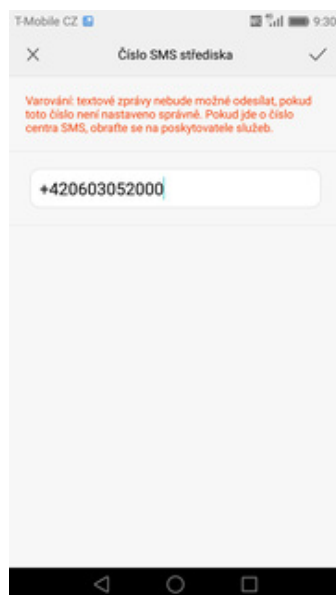 T-Mobile CZ 9:30
Číslo SMS střediska
Varování: textové zprávy nebude možné odesílat, pokud
toto číslo není nastaveno správně. Pokud jde o číslo
centra SMS, obraťte se na poskytovatele služeb.
+420603052000